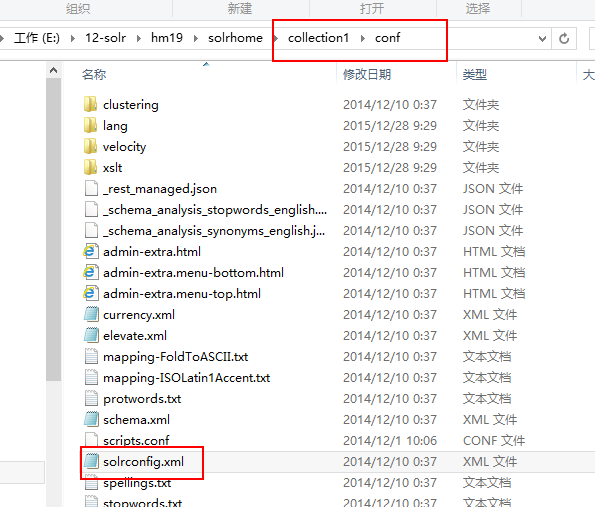 组织 新建 打开 选择
工作 (E:) 12-solr hm19 solrhome collection1 conf
名称 修改日期 类型 大
clustering 2014/12/10 0:37 文件夹
lang 2015/12/28 9:29 文件夹
velocity 2015/12/28 9:29 文件夹
xslt 2015/12/28 9:29 文件夹
_rest_managed.json 2014/12/10 0:37 JSON 文件
_schema_analysis_stopwords_english.... 2014/12/10 0:37 JSON 文件
_schema_analysis_synonyms_english.j... 2014/12/10 0:37 JSON 文件
admin-extra.html 2014/12/10 0:37 HTML 文档
admin-extra.menu-bottom.html 2014/12/10 0:37 HTML 文档
admin-extra.menu-top.html 2014/12/10 0:37 HTML 文档
currency.xml 2014/12/10 0:37 XML 文件
elevate.xml 2014/12/10 0:37 XML 文件
mapping-FoldToASCII.txt 2014/12/10 0:37 文本文档
mapping-ISOLatin1Accent.txt 2014/12/10 0:37 文本文档
protwords.txt 2014/12/10 0:37 文本文档
schema.xml 2014/12/10 0:37 XML 文件
scripts.conf 2014/12/1 10:06 CONF 文件
solrconfig.xml 2014/12/10 0:37 XML 文件
spellings.txt 2014/12/10 0:37 文本文档
stopwords.txt 2014/12/10 0:37 文本文档